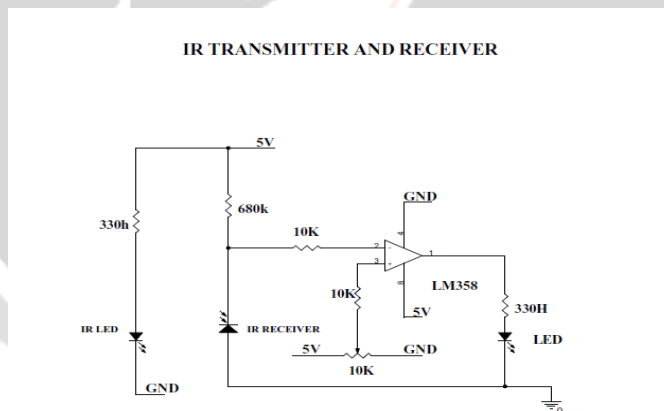 IR TRANSMITTER AND RECEIVER
5V
GND
680k
330h
10K
2
4
1
3
8
10K
LM358
5V
330H
IR LED
IR RECEIVER
LED
5V
GND
10K
GND
0